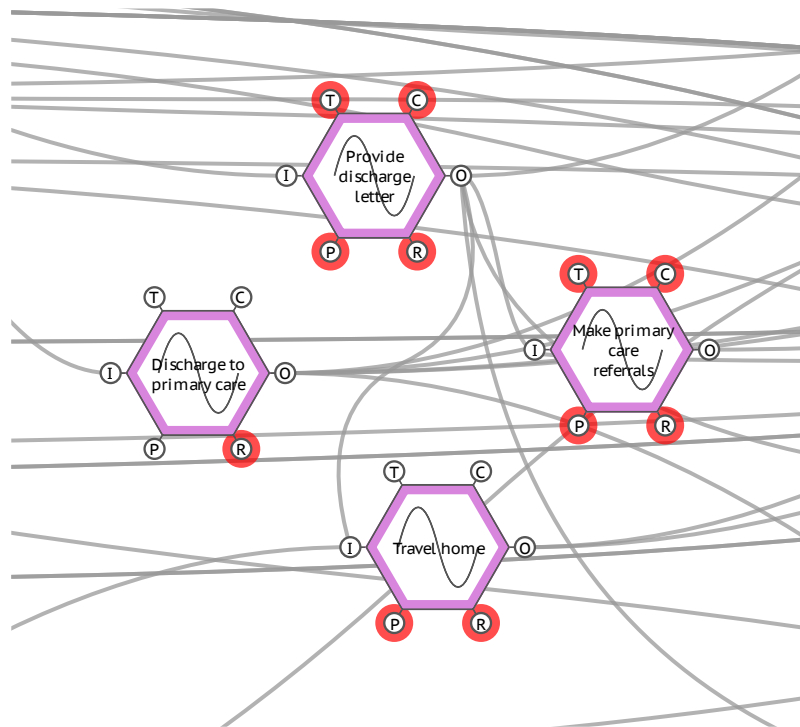 T
C
I
Provide
discharge
letter
O
P
R
T
C
I
Make primary
care
referrals
O
P
R
T
C
I
Discharge to
primary care
O
P
R
T
C
I
Travel home
O
P
R